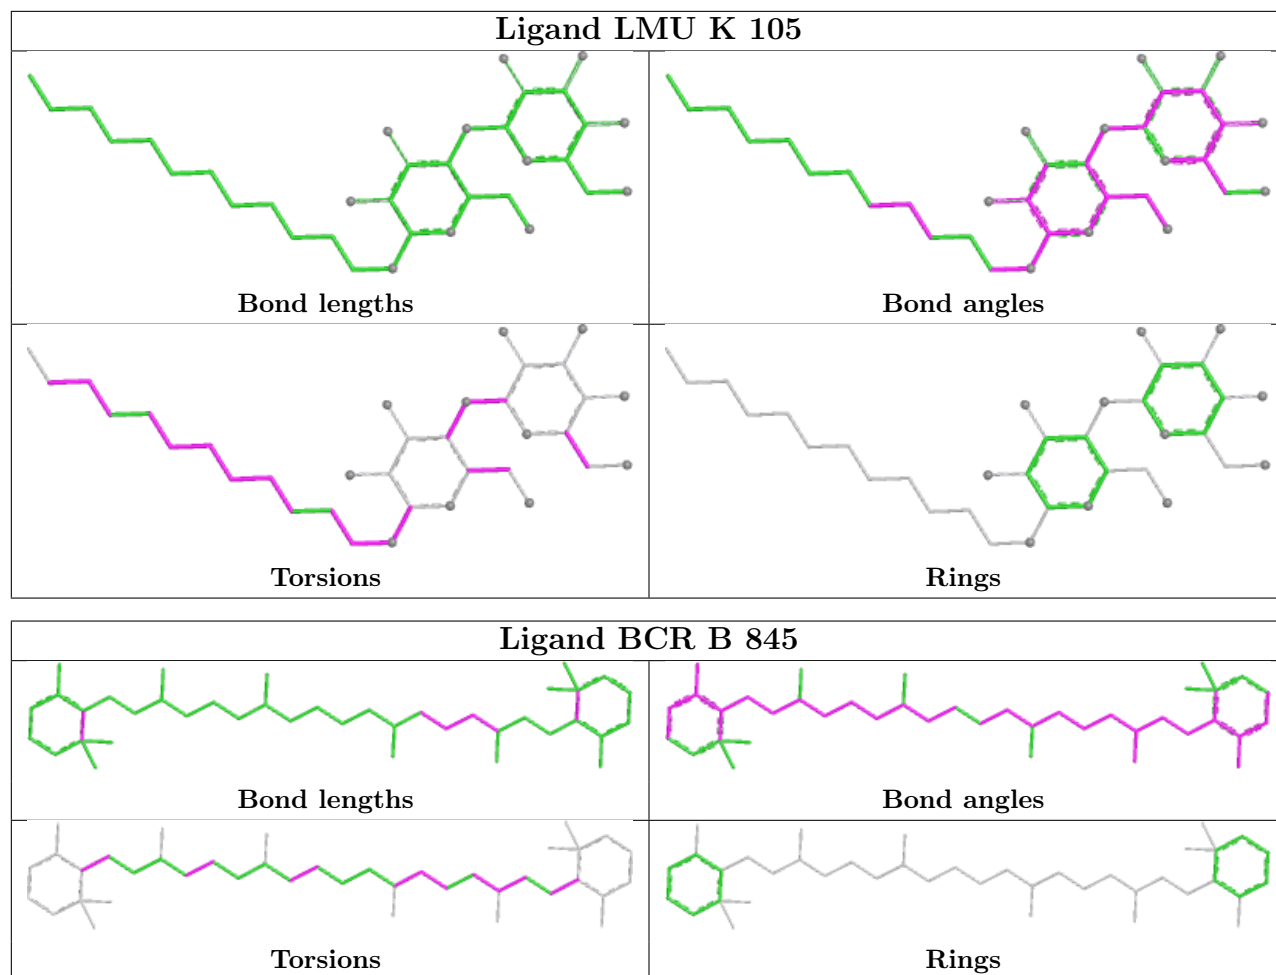 Ligand LMU K 105
Bond lengths
Bond angles
Torsions
Rings
Ligand BCR B 845
Bond lengths
Bond angles
Torsions
Rings